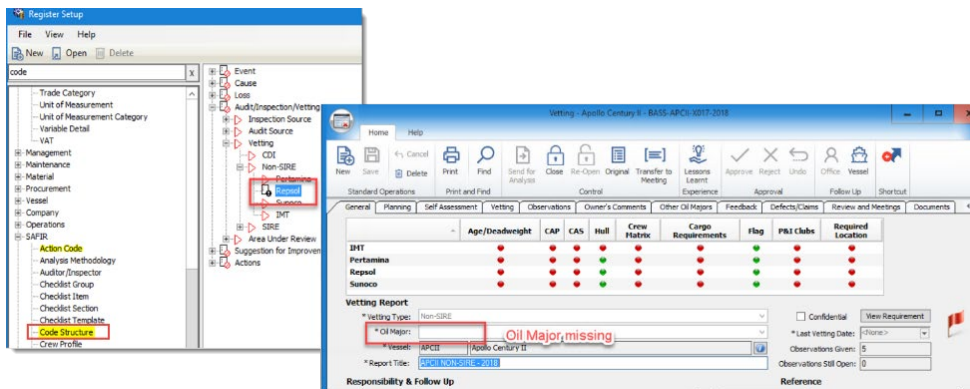 Register Setup
File View Help
New Open Delete
code x
Trade Category
Unit of Measurement
Unit of Measurement Category
Variable Detail
VAT
Management
Maintenance
Material
Procurement
Vessel
Company
Operations
SAFIR
Action Code
Analysis Methodology
Auditor/Inspector
Checklist Group
Checklist Item
Checklist Section
Checklist Template
Code Structure
Crew Profile
Event
Cause
Loss
Audit/Inspection/Vetting
Inspection Source
Audit Source
Vetting
CDI
Non-SIRE
Pertamina
Repsol
Sunoco
IMT
SIRE
Area Under Review
Suggestion for Improven
Actions
Vetting - Apollo Century II - BASS-APCII-X017-2018
Home Help
New Save Cancel Delete Print Find Send for Analysis Close Re-Open Original Transfer to Meeting Lessons Learnt Approve Reject Undo Office Vessel
Standard Operations Print and Find Control Experience Approval Follow Up Shortcut
General Planning Self Assessment Vetting Observations Owner's Comments Other Oil Majors Feedback Defects/Claims Review and Meetings Documents
Age/Deadweight CAP CAS Hull Crew Matrix Cargo Requirements Flag P&I Clubs Required Location
IMT
Pertamina
Repsol
Sunoco
Vetting Report
* Vetting Type: Non-SIRE Confidential View Requirement
* Oil Major: Oil Major missing * Last Vetting Date: <None>
* Vessel: APCII Apollo Century II Observations Given: 5
* Report Title: APCII NON-SIRE - 2018 Observations Still Open: 0
Responsibility & Follow Up Reference